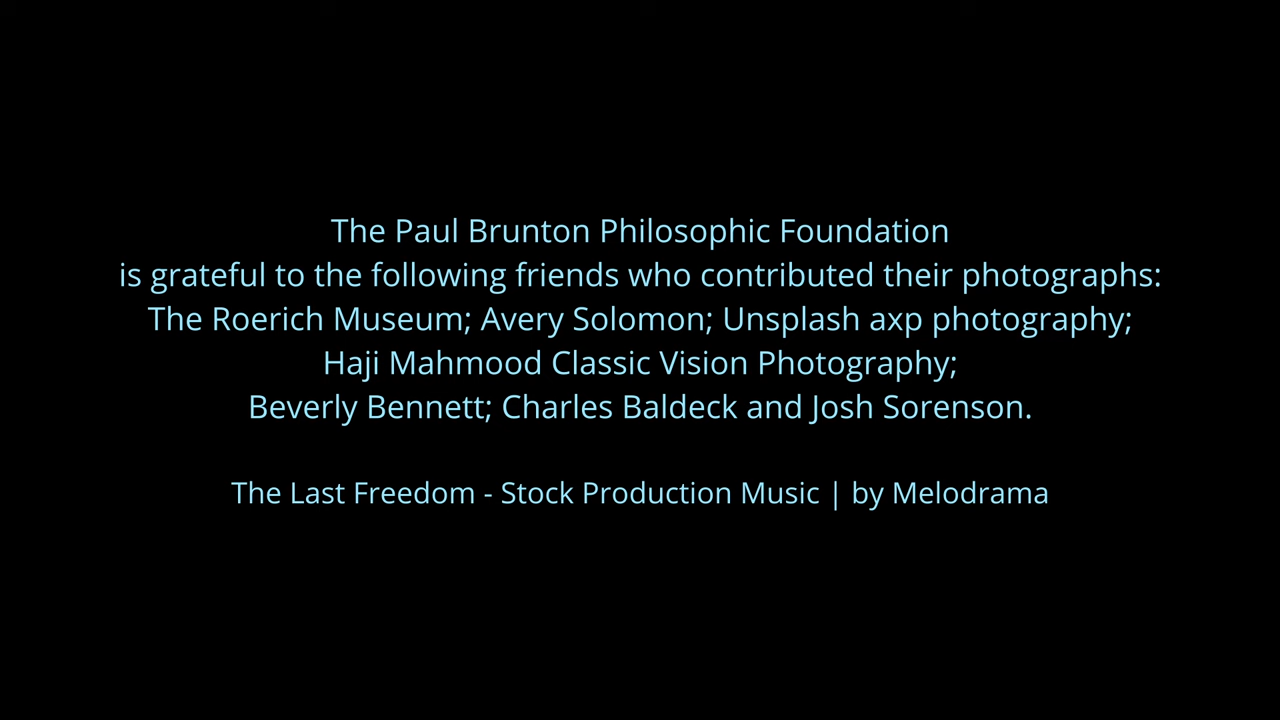 The Paul Brunton Philosophic Foundation
is grateful to the following friends who contributed their photographs:
The Roerich Museum; Avery Solomon; Unsplash axp photography;
Haji Mahmood Classic Vision Photography;
Beverly Bennett; Charles Baldeck and Josh Sorenson.
The Last Freedom - Stock Production Music | by Melodrama